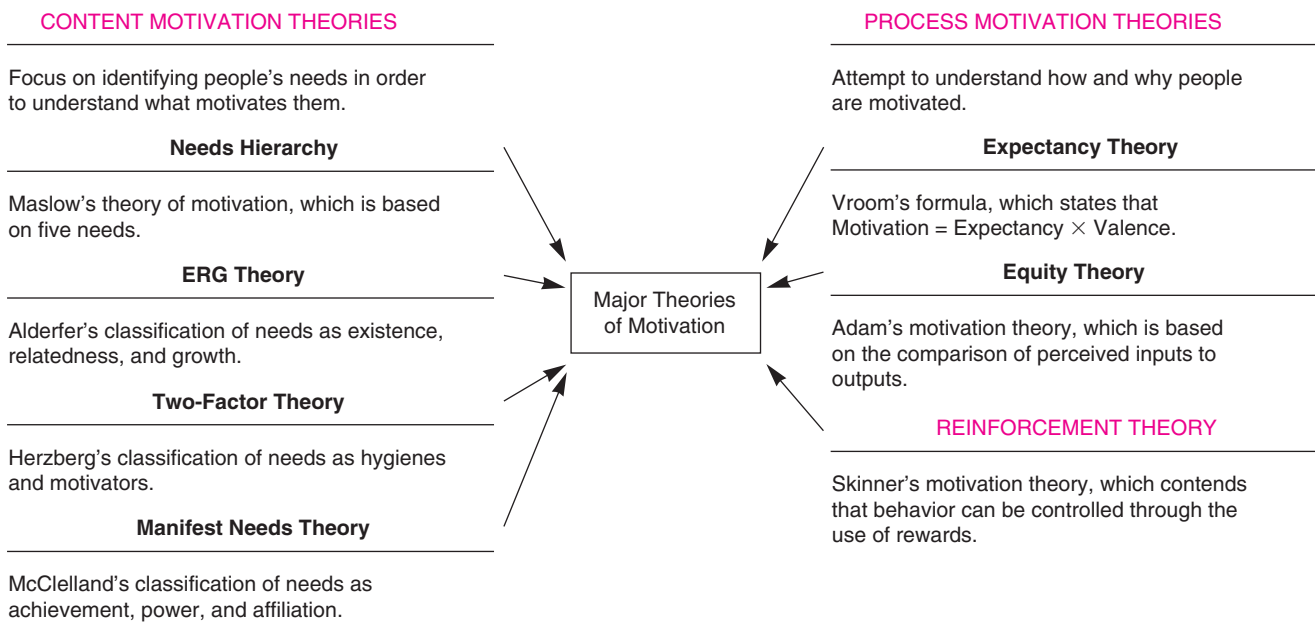 CONTENT MOTIVATION THEORIES
Focus on identifying people’s needs in order
to understand what motivates them.
Needs Hierarchy
Maslow’s theory of motivation, which is based
on five needs.
ERG Theory
Alderfer’s classification of needs as existence,
relatedness, and growth.
Two-Factor Theory
Herzberg’s classification of needs as hygienes
and motivators.
Manifest Needs Theory
McClelland’s classification of needs as
achievement, power, and affiliation.
Major Theories
of Motivation
PROCESS MOTIVATION THEORIES
Attempt to understand how and why people
are motivated.
Expectancy Theory
Vroom’s formula, which states that
Motivation = Expectancy × Valence.
Equity Theory
Adam’s motivation theory, which is based
on the comparison of perceived inputs to
outputs.
REINFORCEMENT THEORY
Skinner’s motivation theory, which contends
that behavior can be controlled through the
use of rewards.